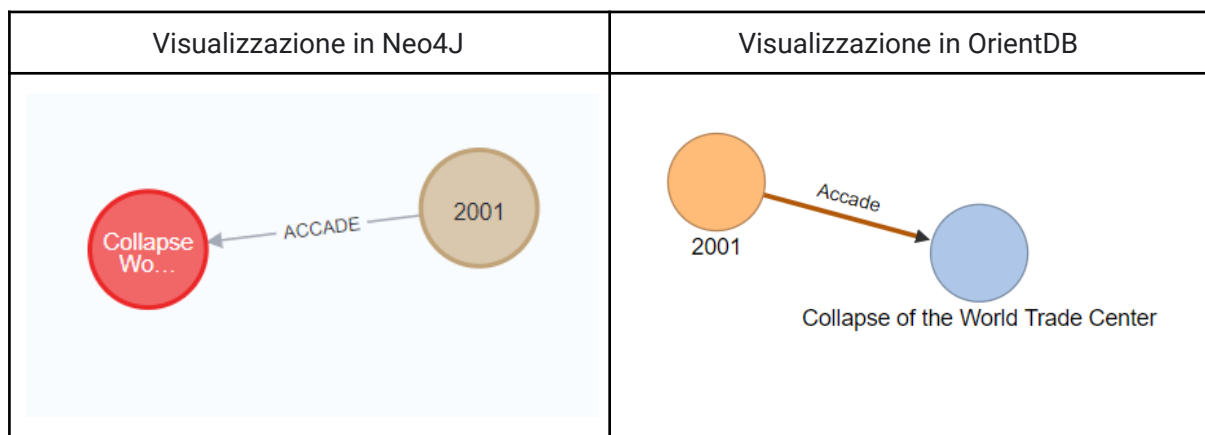 Visualizzazione in Neo4J
Visualizzazione in OrientDB
Collapse
Wo...
ACCADE
2001
2001
Accade
Collapse of the World Trade Center